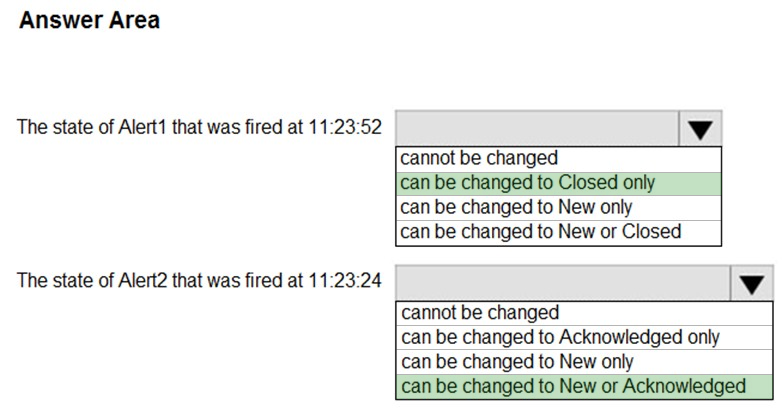 Answer Area
The state of Alert1 that was fired at 11:23:52
cannot be changed
can be changed to Closed only
can be changed to New only
can be changed to New or Closed
The state of Alert2 that was fired at 11:23:24
cannot be changed
can be changed to Acknowledged only
can be changed to New only
can be changed to New or Acknowledged